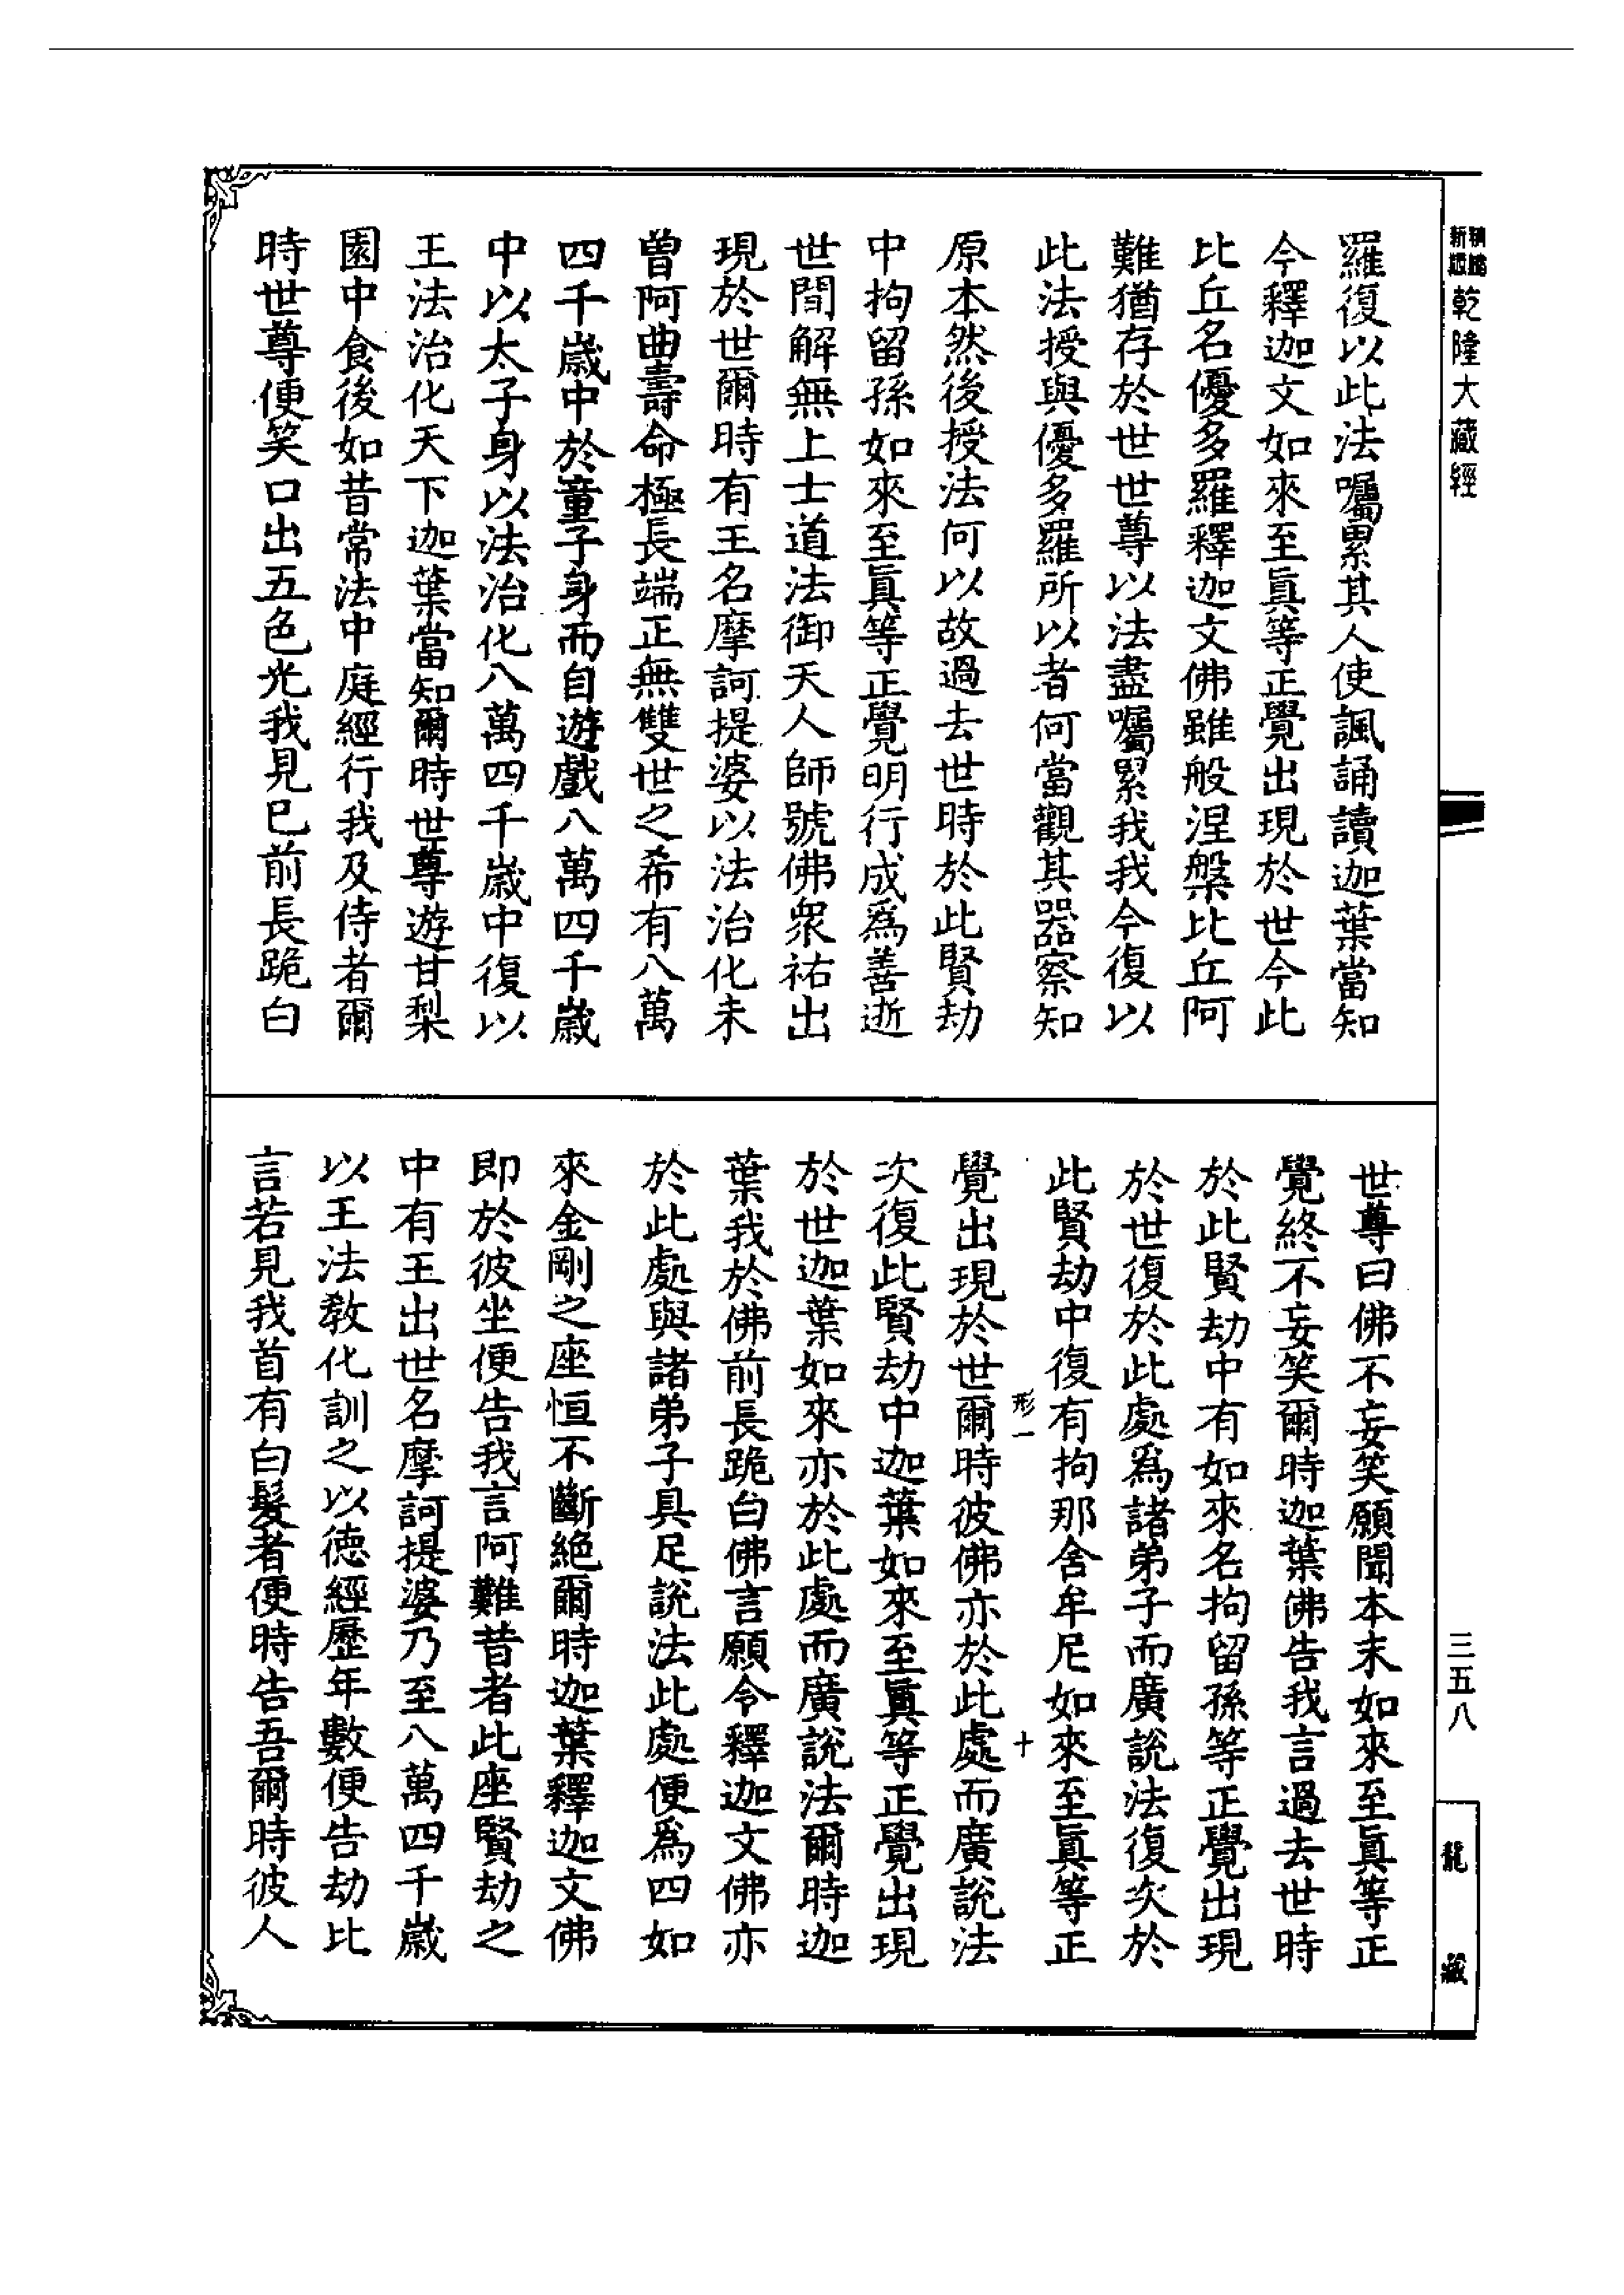 乾隆大藏經
羅復以此法囑累其人使諷誦讀迦葉當知
今釋迦文如來至眞等正覺出現於世今此
比丘名優多羅釋迦文佛雖般涅槃比丘阿
難猶存於世世尊以法盡囑累我我今復以
此法授與優多羅所以者何當觀其器察知
原本然後授法何以故過去世時於此賢劫
中拘留孫如來至眞等正覺明行成爲善逝
世間解無上士道法御天人師號佛衆祐出
現於世爾時有王名摩訶提婆以法治化未
曾阿曲壽命極長端正無雙世之希有八萬
四千歲中於童子身而自遊戲八萬四千歲
中以太子身以法治化八萬四千歲中復以
王法治化天下迦葉當知爾時世尊遊甘梨
園中食後如昔常法中庭經行我及侍者爾
時世尊便笑口出五色光我見已前長跪白
世尊曰佛不妄笑願聞本末如來至眞等正
覺終不妄笑爾時迦葉佛告我言過去世時
於此賢劫中有如來名拘留孫等正覺出現
於世復於此處爲諸弟子而廣說法復次於
此賢劫中復有拘那舍牟尼如來至眞等正
形一 十
覺出現於世爾時彼佛亦於此處而廣說法
次復此賢劫中迦葉如來至眞等正覺出現
於世迦葉如來亦於此處而廣說法爾時迦
葉我於佛前長跪白佛言願令釋迦文佛亦
於此處與諸弟子具足說法此處便爲四如
來金剛之座恒不斷絕爾時迦葉釋迦文佛
即於彼坐便告我言阿難昔者此座賢劫之
中有王出世名摩訶提婆乃至八萬四千歲
以王法教化訓之以德經歷年數便告劫比
言若見我首有白髮者便時告吾爾時彼人
三五八
龍藏